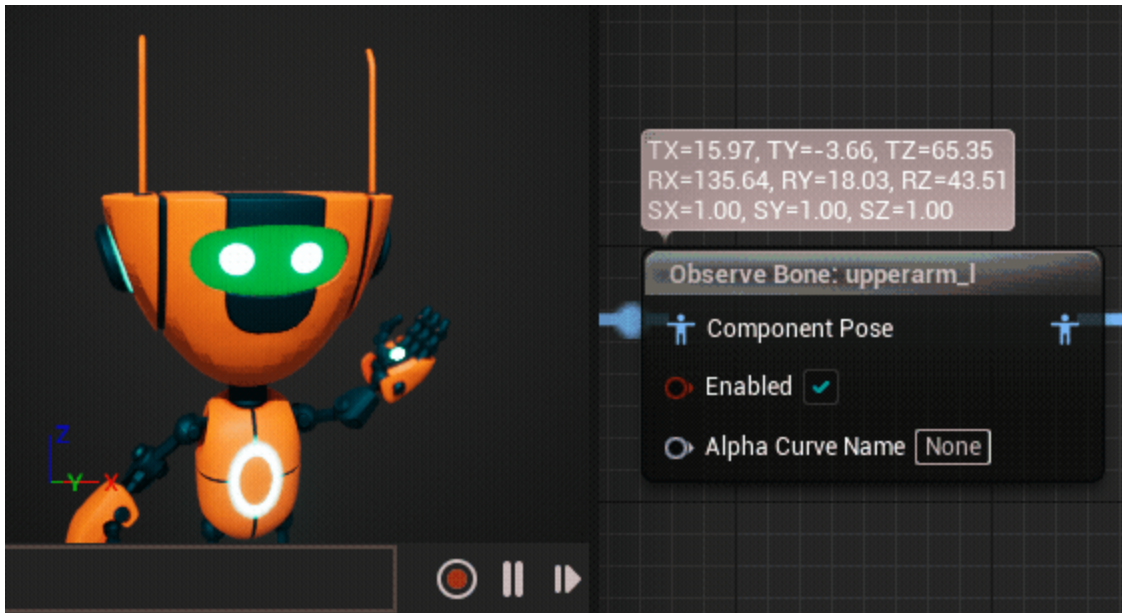 TX=15.97, TY=-3.66, TZ=65.35
RX=135.64, RY=18.03, RZ=43.51
SX=1.00, SY=1.00, SZ=1.00
Observe Bone: upperarm_l
Component Pose
Enabled
Alpha Curve Name None
Z
Y X